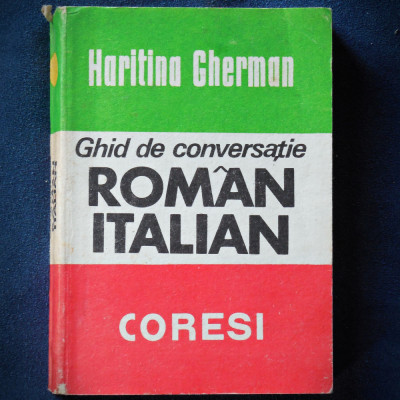 Haritina Gherman
Ghid de conversație
ROMÂN
ITALIAN
CORESI